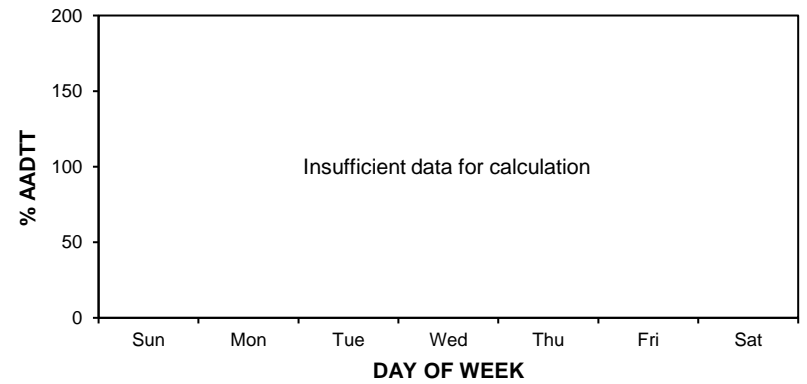 % AADTT
200
150
100
50
0
Insufficient data for calculation
Sun Mon Tue Wed Thu Fri Sat
DAY OF WEEK